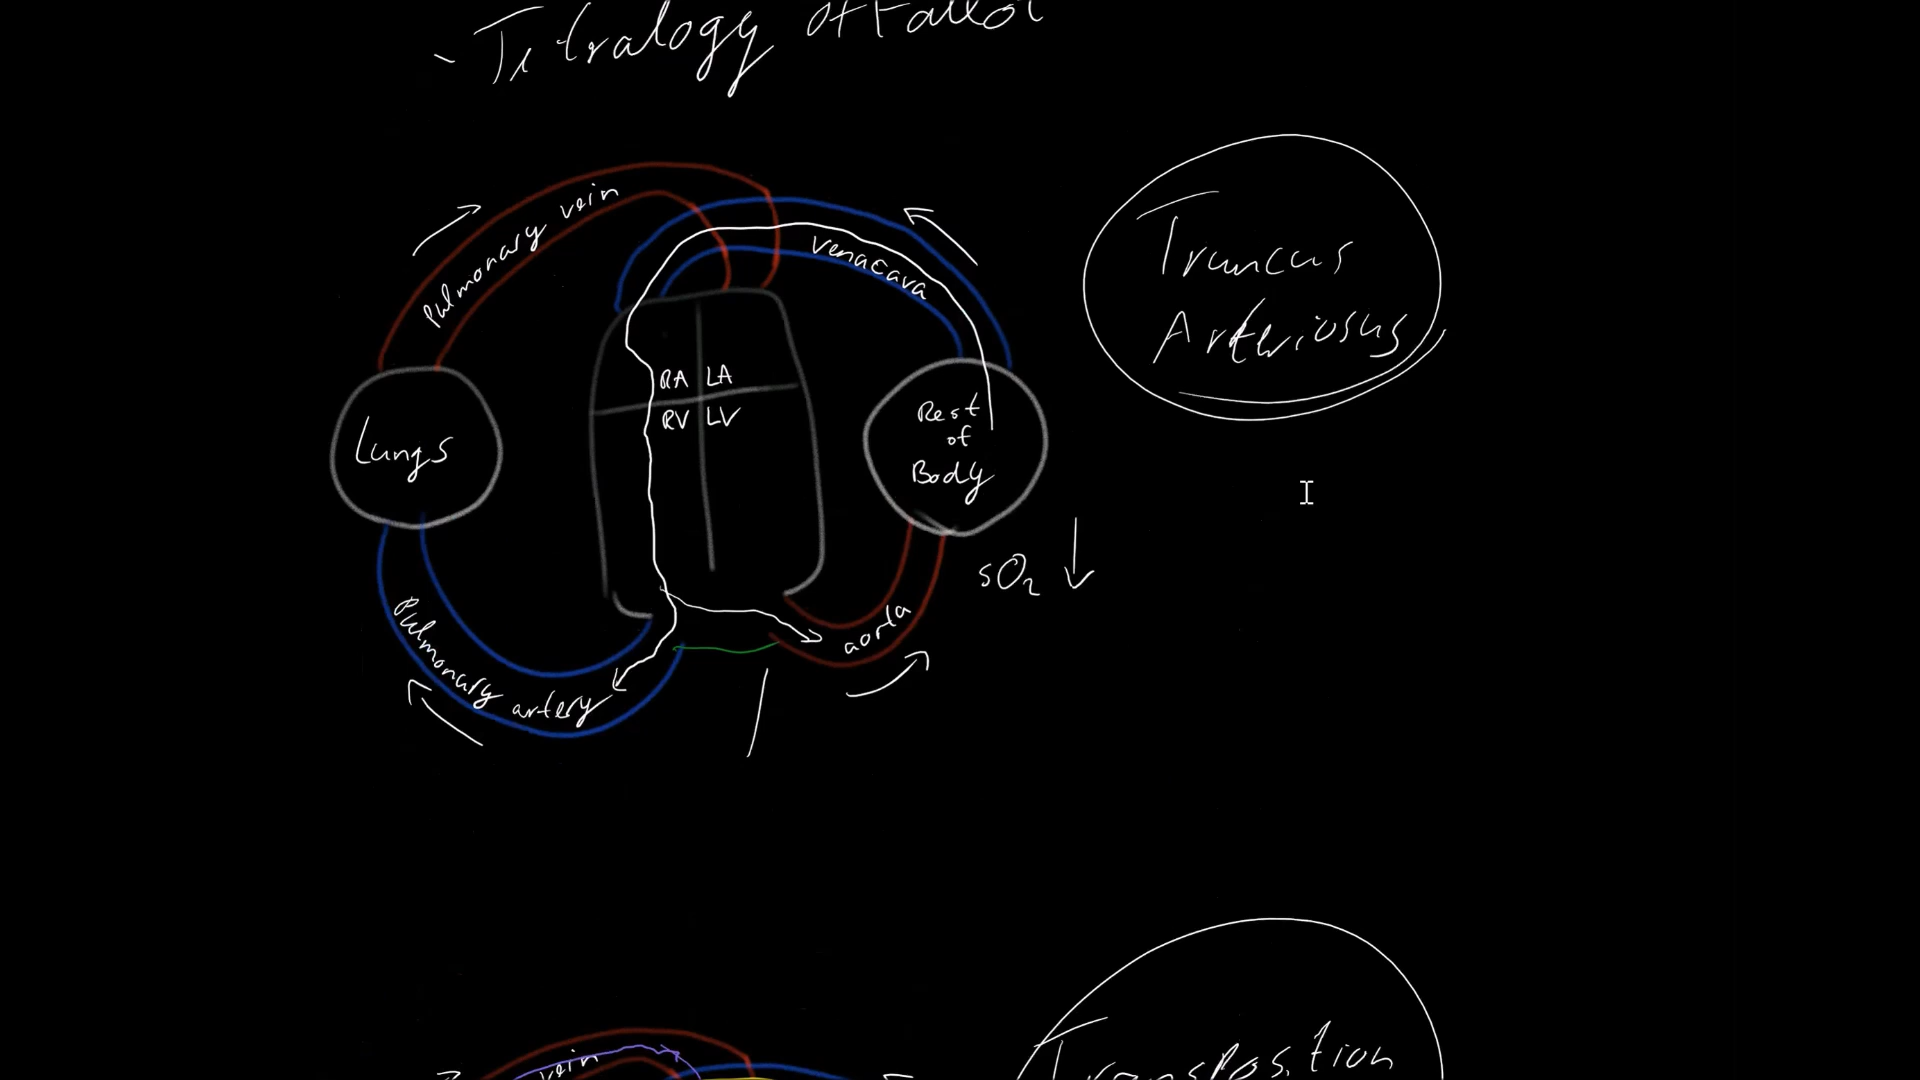 - Tetralogy of Fallot
Pulmonary vein
venacava
Truncus
Arteriosus
RA LA
RV LV
Lungs
Rest
of
Body
sO2 ↓
Pulmonary artery
aorta
vein
Transposition